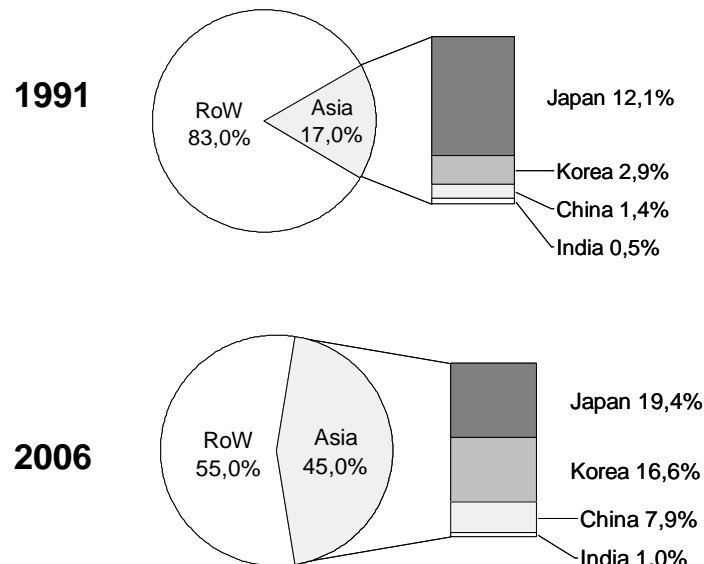 1991
RoW
83,0%
Asia
17,0%
Japan 12,1%
Korea 2,9%
China 1,4%
India 0,5%
2006
RoW
55,0%
Asia
45,0%
Japan 19,4%
Korea 16,6%
China 7,9%
India 1,0%